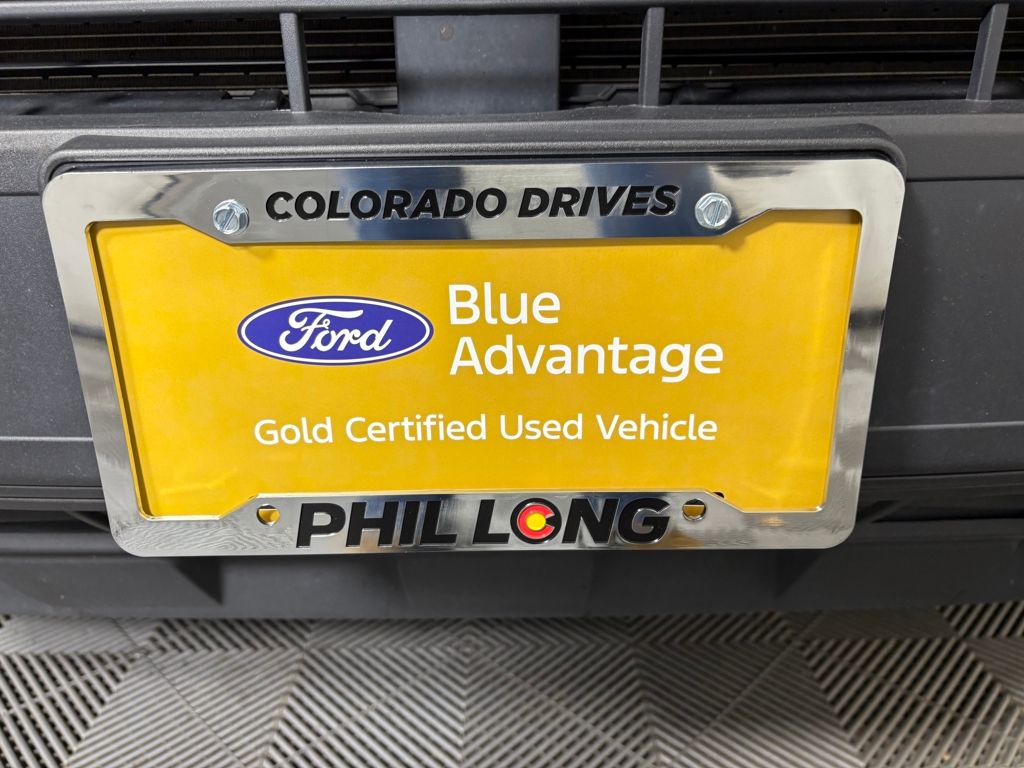 COLORADO DRIVES
Ford
Blue
Advantage
Gold Certified Used Vehicle
PHIL LONG